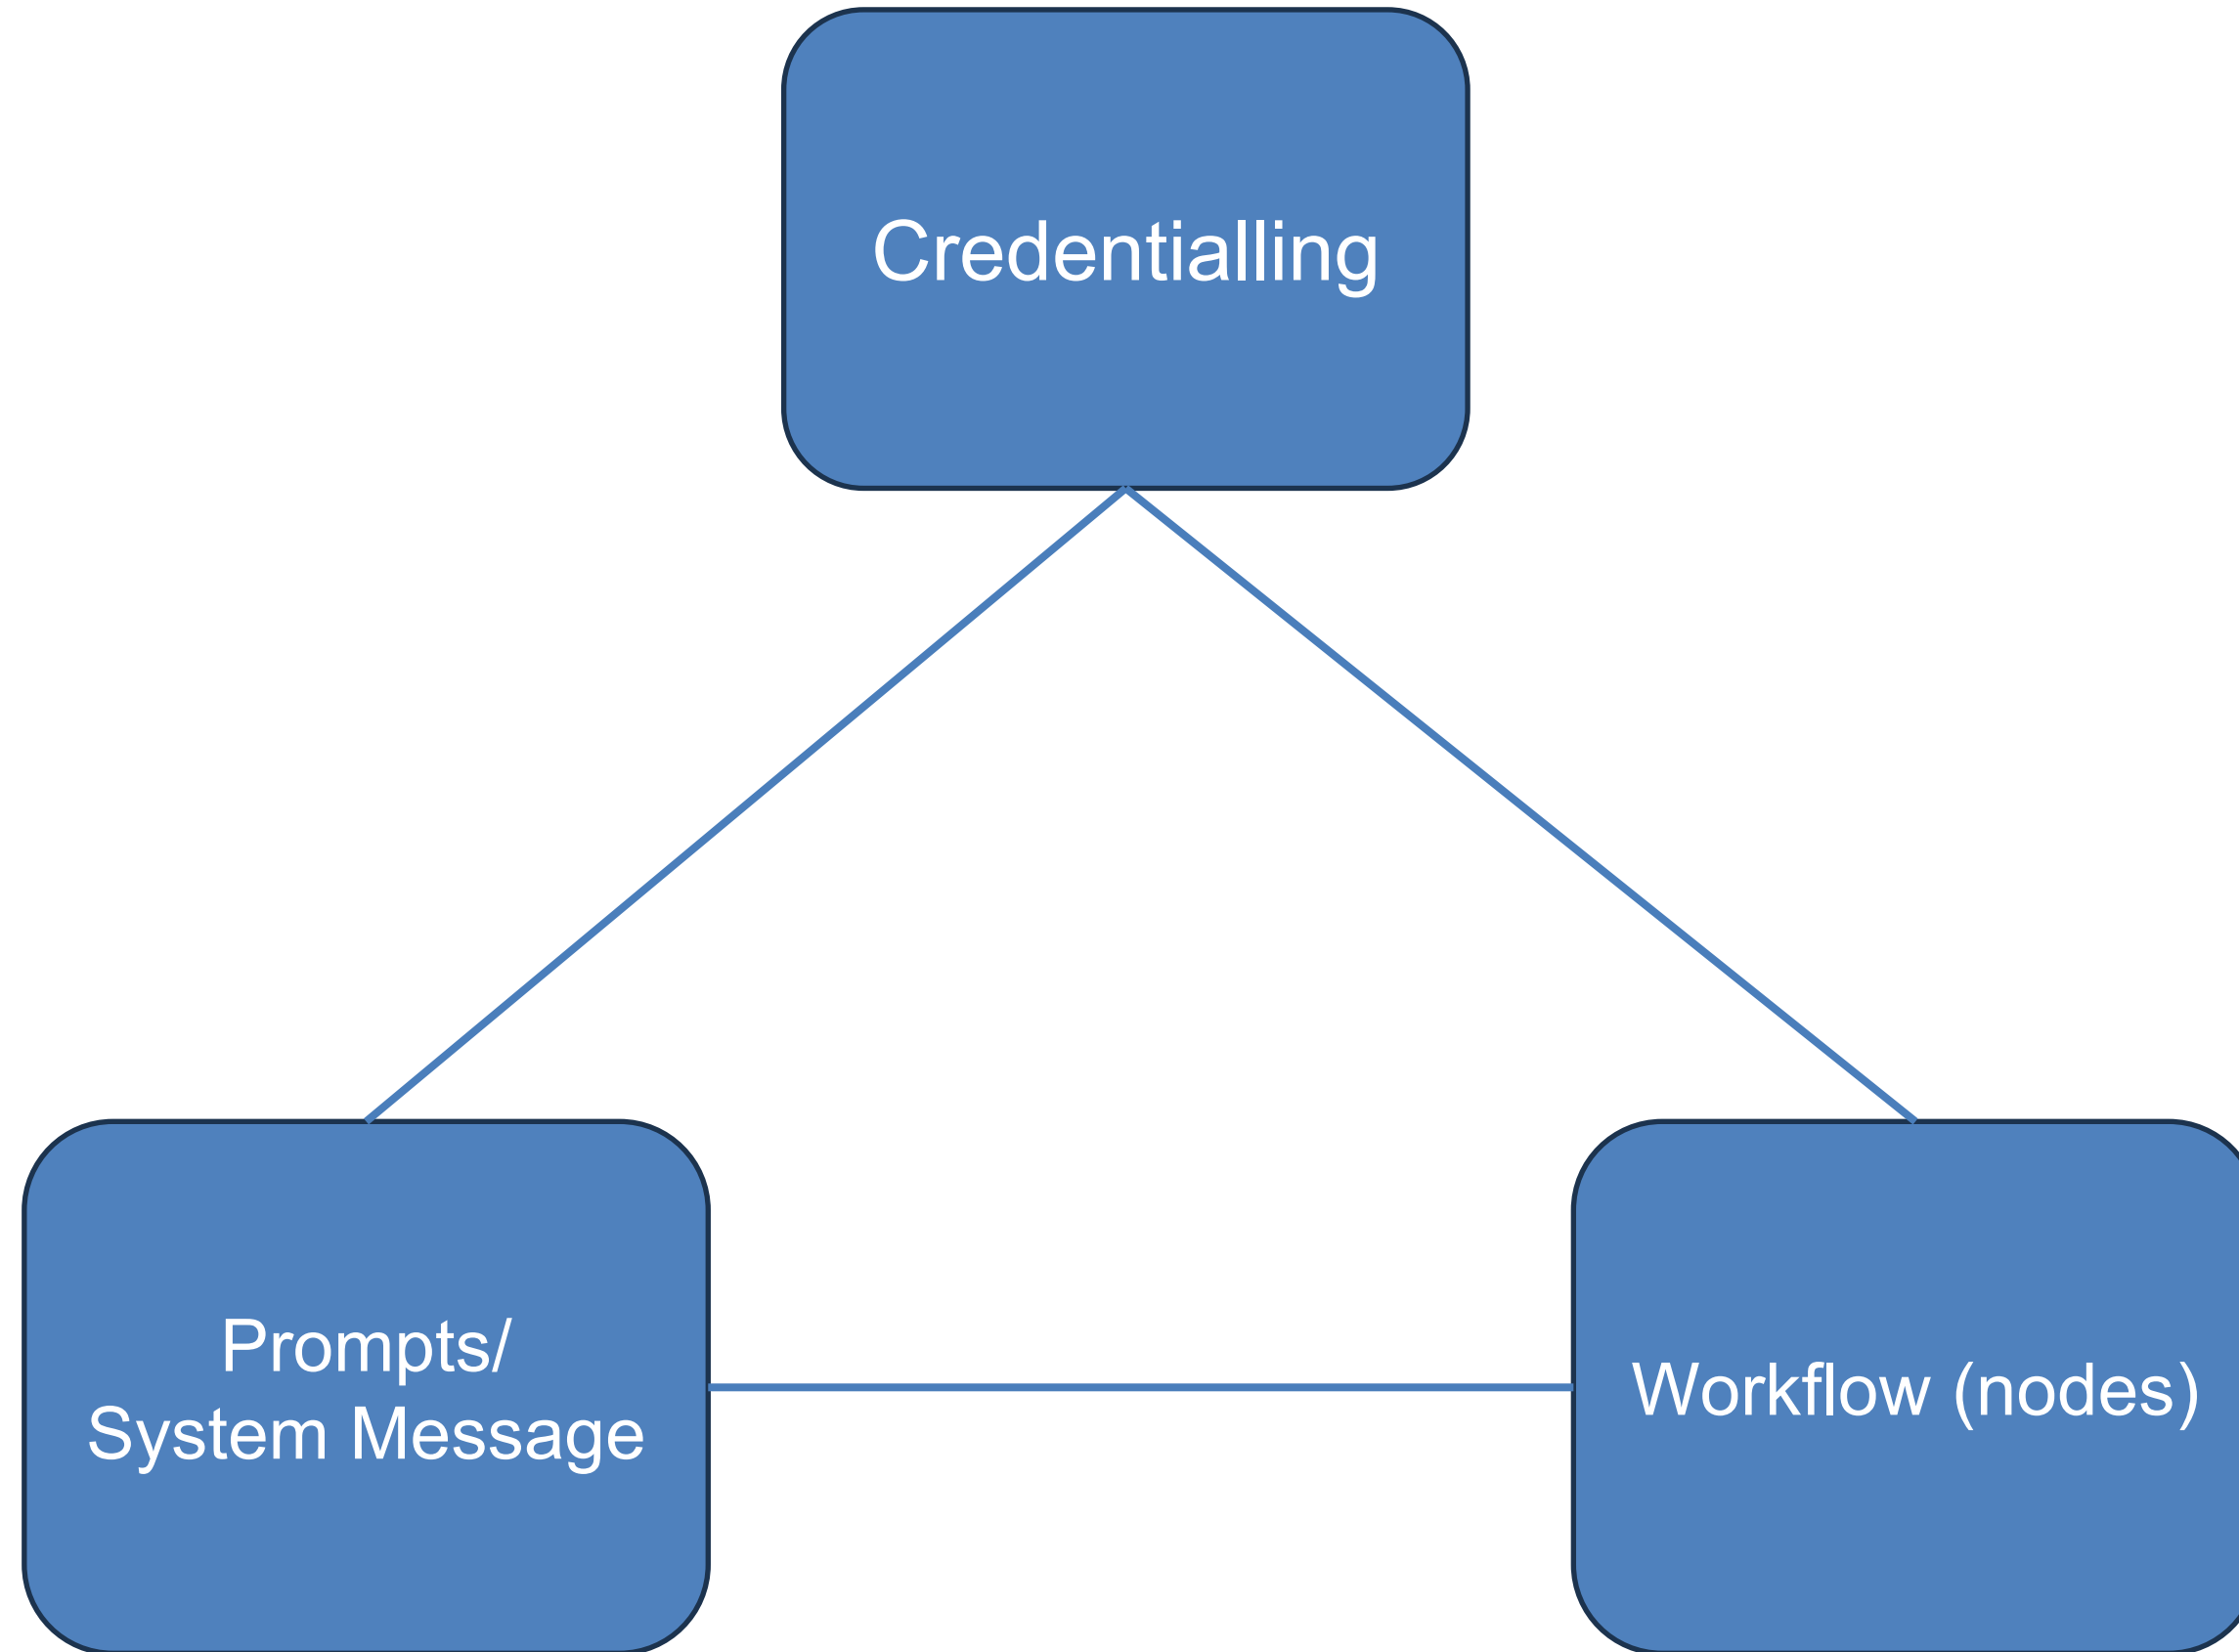 Credentialling
Prompts/
System Message
Workflow (nodes)